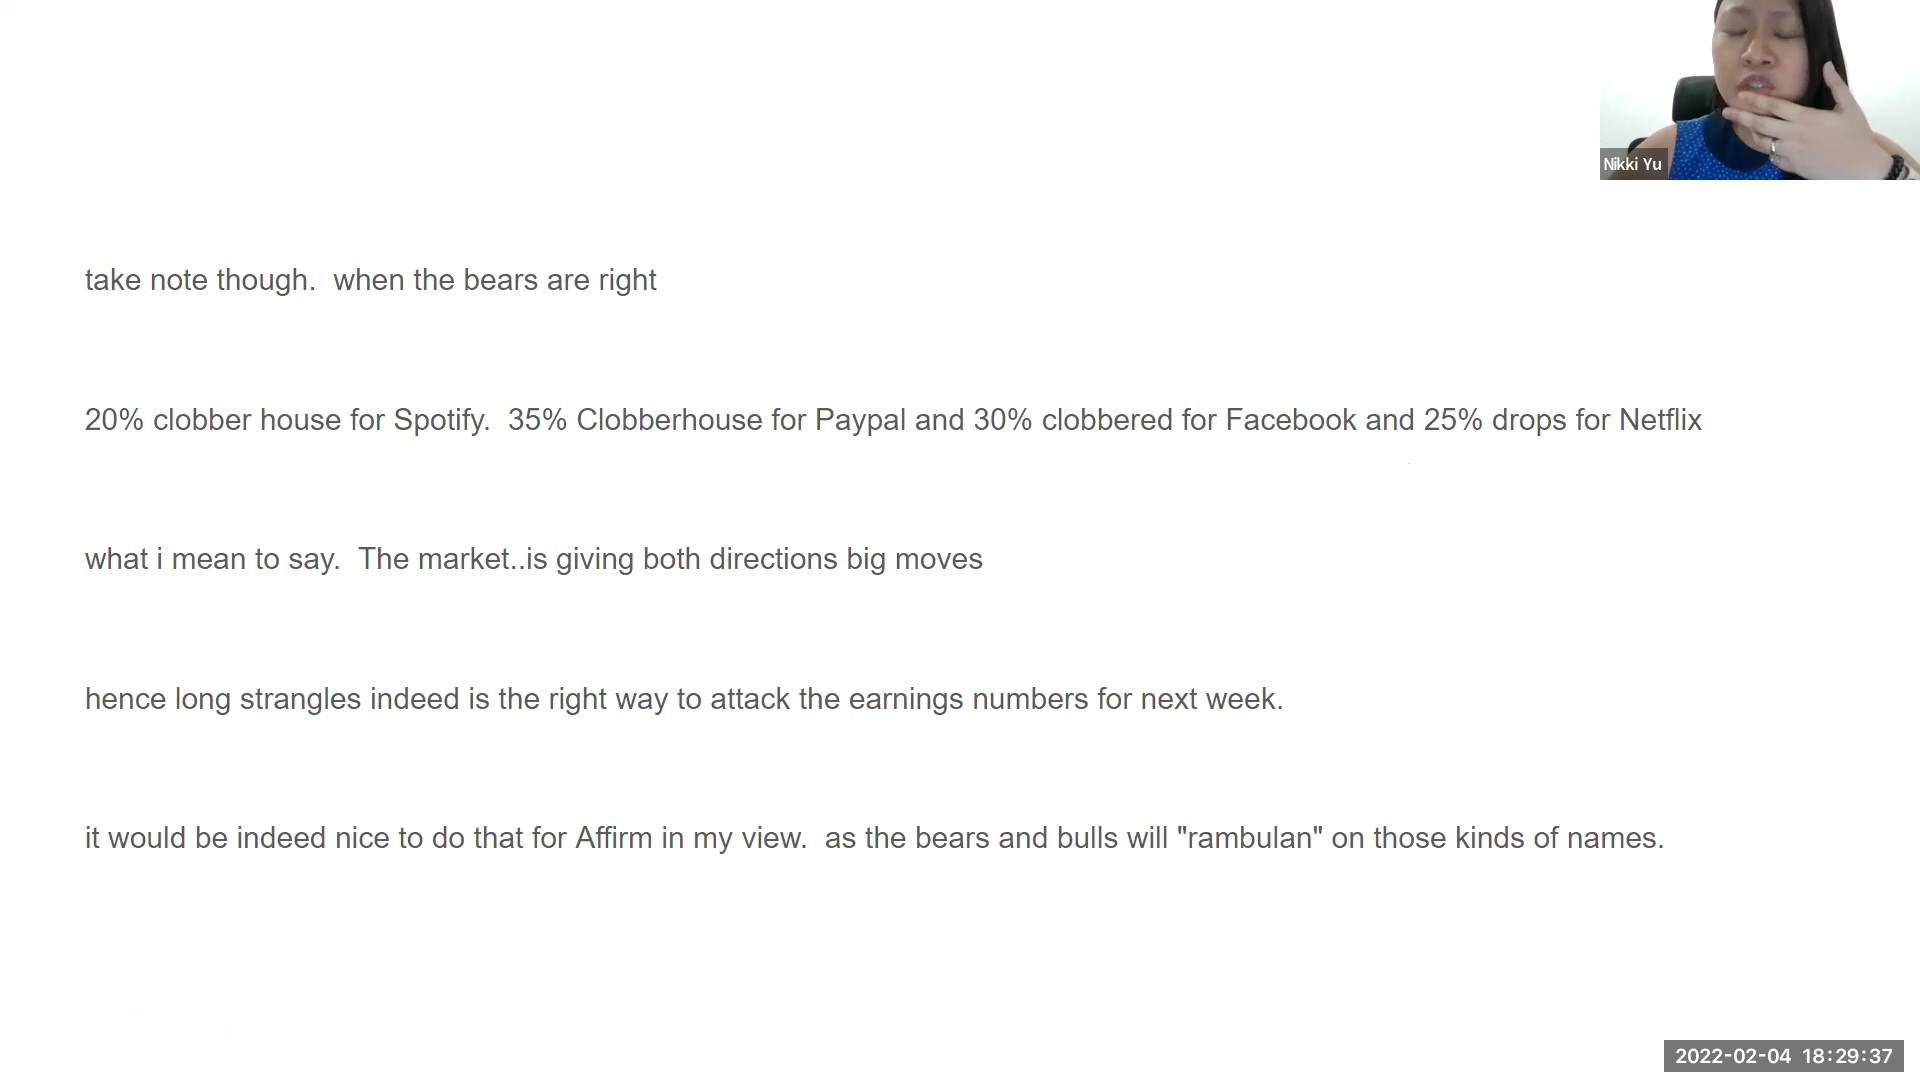 Nikki Yu
take note though.  when the bears are right
20% clobber house for Spotify.  35% Clobberhouse for Paypal and 30% clobbered for Facebook and 25% drops for Netflix
what i mean to say.  The market..is giving both directions big moves
hence long strangles indeed is the right way to attack the earnings numbers for next week.
it would be indeed nice to do that for Affirm in my view.  as the bears and bulls will "rambulan" on those kinds of names.
2022-02-04 18:29:37